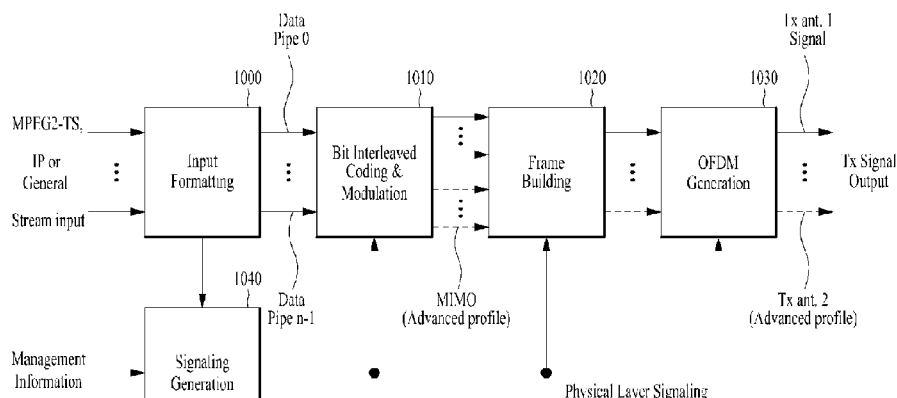 Data
Pipe 0
Tx ant. 1
Signal
1000
1010
1020
1030
MPEG2-TS,
IP or
General
Stream input
Input
Formatting
Bit Interleaved
Coding &
Modulation
Frame
Building
OFDM
Generation
Tx Signal
Output
1040
Data
Pipe n-1
MIMO
(Advanced profile)
Tx ant. 2
(Advanced profile)
Management
Information
Signaling
Generation
Physical Layer Signaling